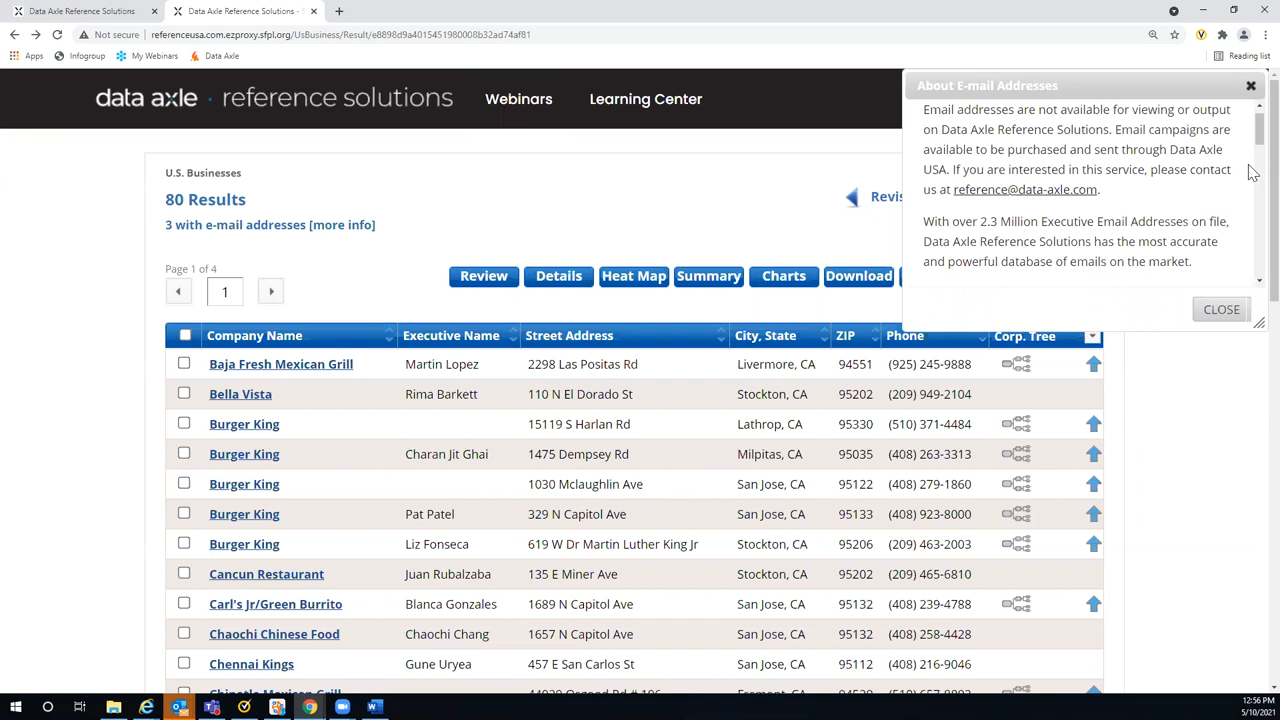 Data Axle Reference Solutions
Data Axle Reference Solutions - S
Not secure
referenceusa.com.ezproxy.sfpl.org/UsBusiness/Result/e8898d9a4015451980008b32ad74af81
Apps
Infogroup
My Webinars
Data Axle
Reading list
data axle · reference solutions
Webinars
Learning Center
About E-mail Addresses
Email addresses are not available for viewing or output
on Data Axle Reference Solutions. Email campaigns are
available to be purchased and sent through Data Axle
USA. If you are interested in this service, please contact
us at reference@data-axle.com.
With over 2.3 Million Executive Email Addresses on file,
Data Axle Reference Solutions has the most accurate
and powerful database of emails on the market.
CLOSE
U.S. Businesses
80 Results
3 with e-mail addresses [more info]
Revis
Page 1 of 4
1
Review Details Heat Map Summary Charts Download
Company Name Executive Name Street Address City, State ZIP Phone Corp. Tree
Baja Fresh Mexican Grill Martin Lopez 2298 Las Positas Rd Livermore, CA 94551 (925) 245-9888
Bella Vista Rima Barkett 110 N El Dorado St Stockton, CA 95202 (209) 949-2104
Burger King 15119 S Harlan Rd Lathrop, CA 95330 (510) 371-4484
Burger King Charan Jit Ghai 1475 Dempsey Rd Milpitas, CA 95035 (408) 263-3313
Burger King 1030 Mclaughlin Ave San Jose, CA 95122 (408) 279-1860
Burger King Pat Patel 329 N Capitol Ave San Jose, CA 95133 (408) 923-8000
Burger King Liz Fonseca 619 W Dr Martin Luther King Jr Stockton, CA 95206 (209) 463-2003
Cancun Restaurant Juan Rubalzaba 135 E Miner Ave Stockton, CA 95202 (209) 465-6810
Carl's Jr/Green Burrito Blanca Gonzales 1689 N Capitol Ave San Jose, CA 95132 (408) 239-4788
Chaochi Chinese Food Chaochi Chang 1657 N Capitol Ave San Jose, CA 95132 (408) 258-4428
Chennai Kings Gune Uryea 457 E San Carlos St San Jose, CA 95112 (408) 216-9046
Chipotle Mexican Grill
12:56 PM
5/10/2021